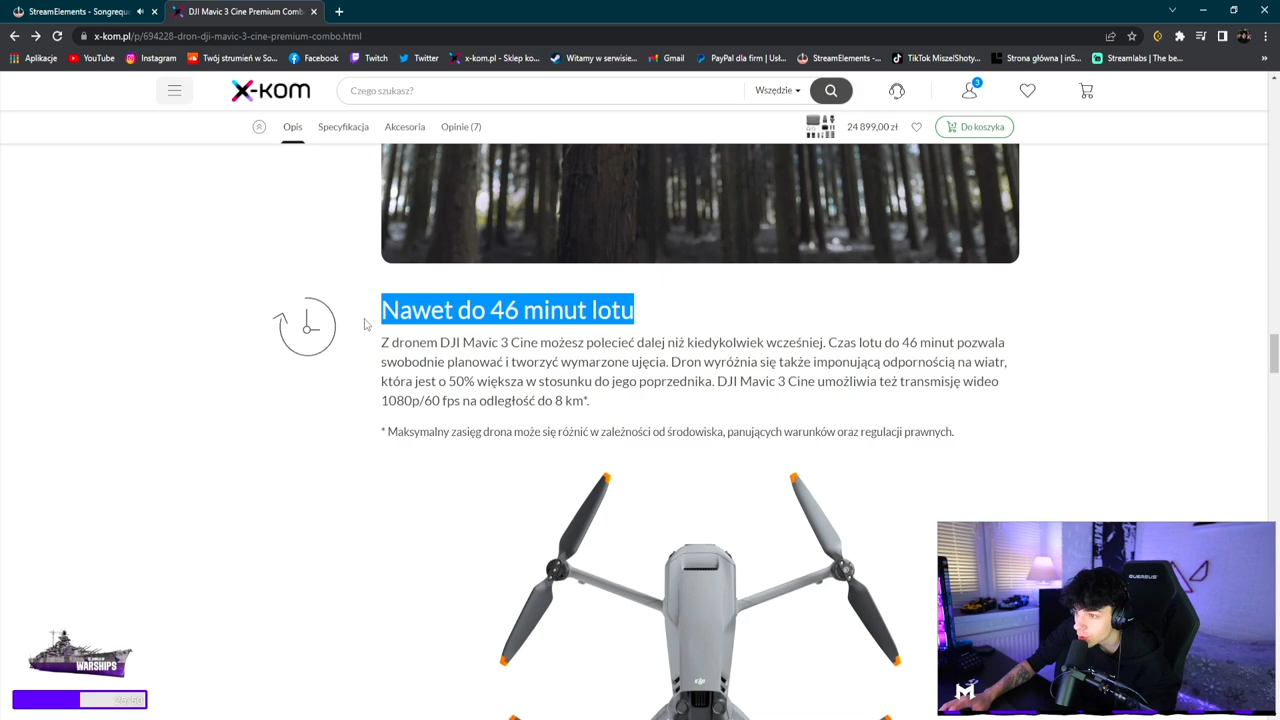 StreamElements - Songreque
DJI Mavic 3 Cine Premium Combo.
x-kom.pl/p/694228-dron-dji-mavic-3-cine-premium-combo.html
Aplikacje
YouTube
Instagram
Twój strumień w So...
Facebook
Twitch
Twitter
x-kom.pl - Sklep ko...
Witamy w serwisie...
Gmail
PayPal dla firm | Usł...
StreamElements -...
TikTok MiszelShoty...
Strona główna | inS...
Streamlabs | The be...
x-kom
Czego szukasz?
Wszędzie
3
Opis
Specyfikacja
Akcesoria
Opinie (7)
24 899,00 zł
Do koszyka
Nawet do 46 minut lotu
Z dronem DJI Mavic 3 Cine możesz polecieć dalej niż kiedykolwiek wcześniej. Czas lotu do 46 minut pozwala
swobodnie planować i tworzyć wymarzone ujęcia. Dron wyróżnia się także imponującą odpornością na wiatr,
która jest o 50% większa w stosunku do jego poprzednika. DJI Mavic 3 Cine umożliwia też transmisję wideo
1080p/60 fps na odległość do 8 km*.
* Maksymalny zasięg drona może się różnić w zależności od środowiska, panujących warunków oraz regulacji prawnych.
dji
QUERSUS
WARSHIPS
25/50
M